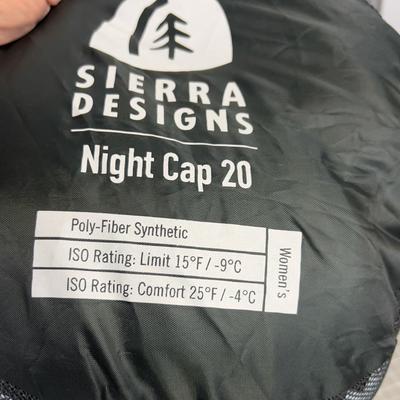 SIERRA
DESIGNS
Night Cap 20
Poly-Fiber Synthetic
ISO Rating: Limit 15°F / -9°C
ISO Rating: Comfort 25°F / -4°C
Women's